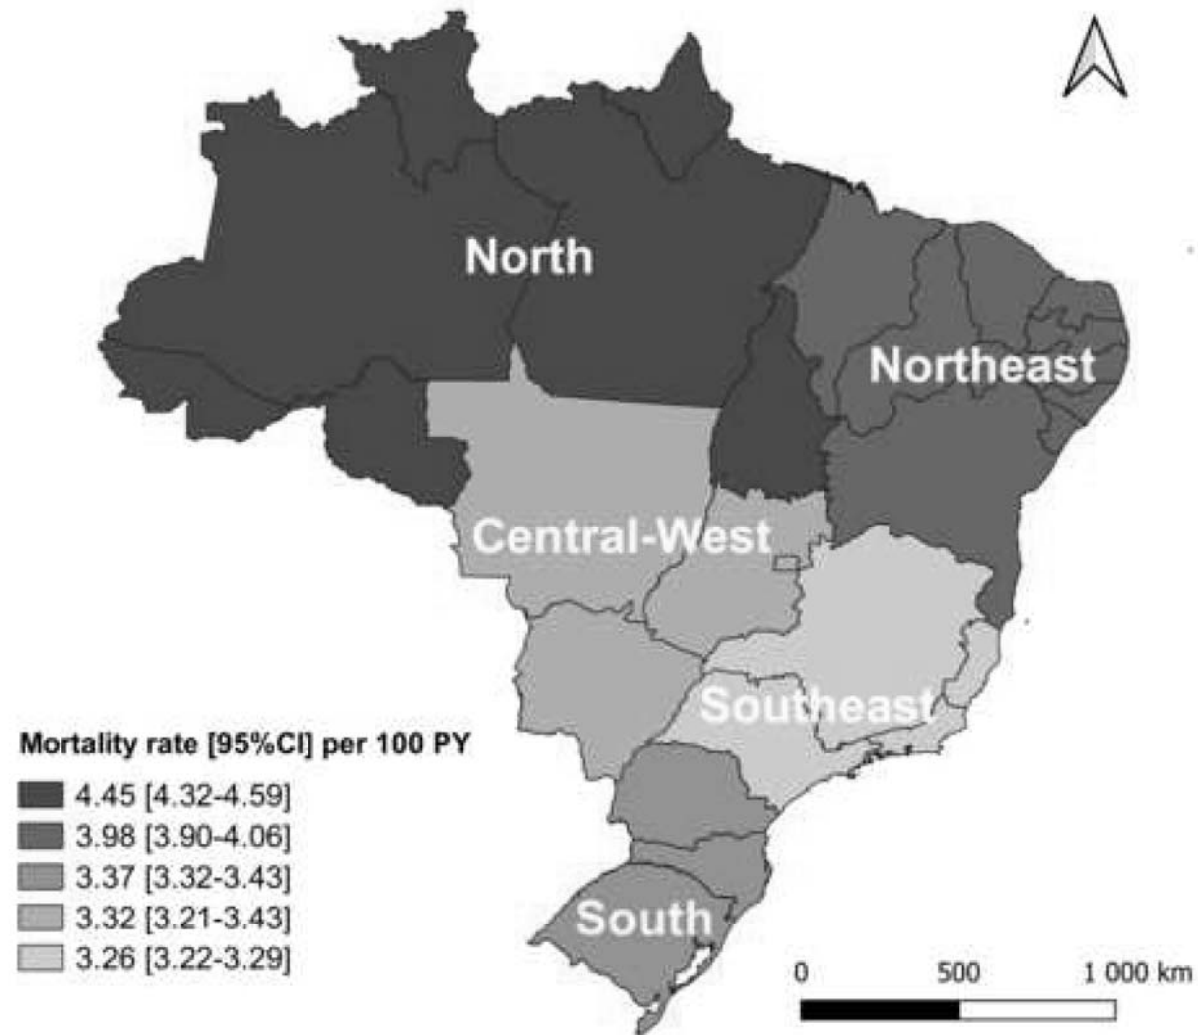 North
Northeast
Central-West
Southeast
South
Mortality rate [95%CI] per 100 PY
4.45 [4.32-4.59]
3.98 [3.90-4.06]
3.37 [3.32-3.43]
3.32 [3.21-3.43]
3.26 [3.22-3.29]
0 500 1 000 km